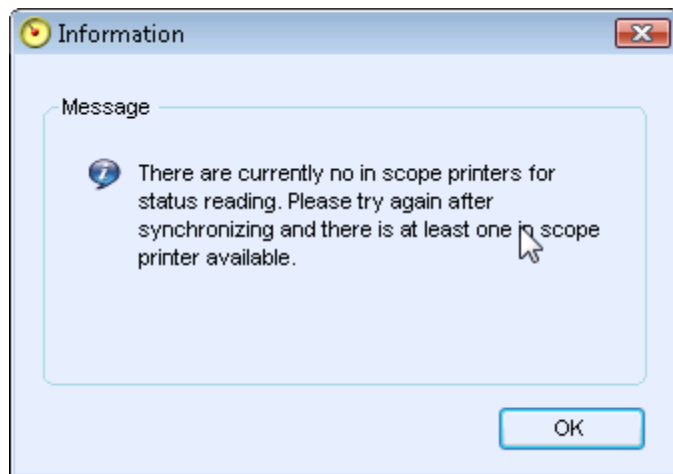 Information
Message
There are currently no in scope printers for
status reading. Please try again after
synchronizing and there is at least one in scope
printer available.
OK